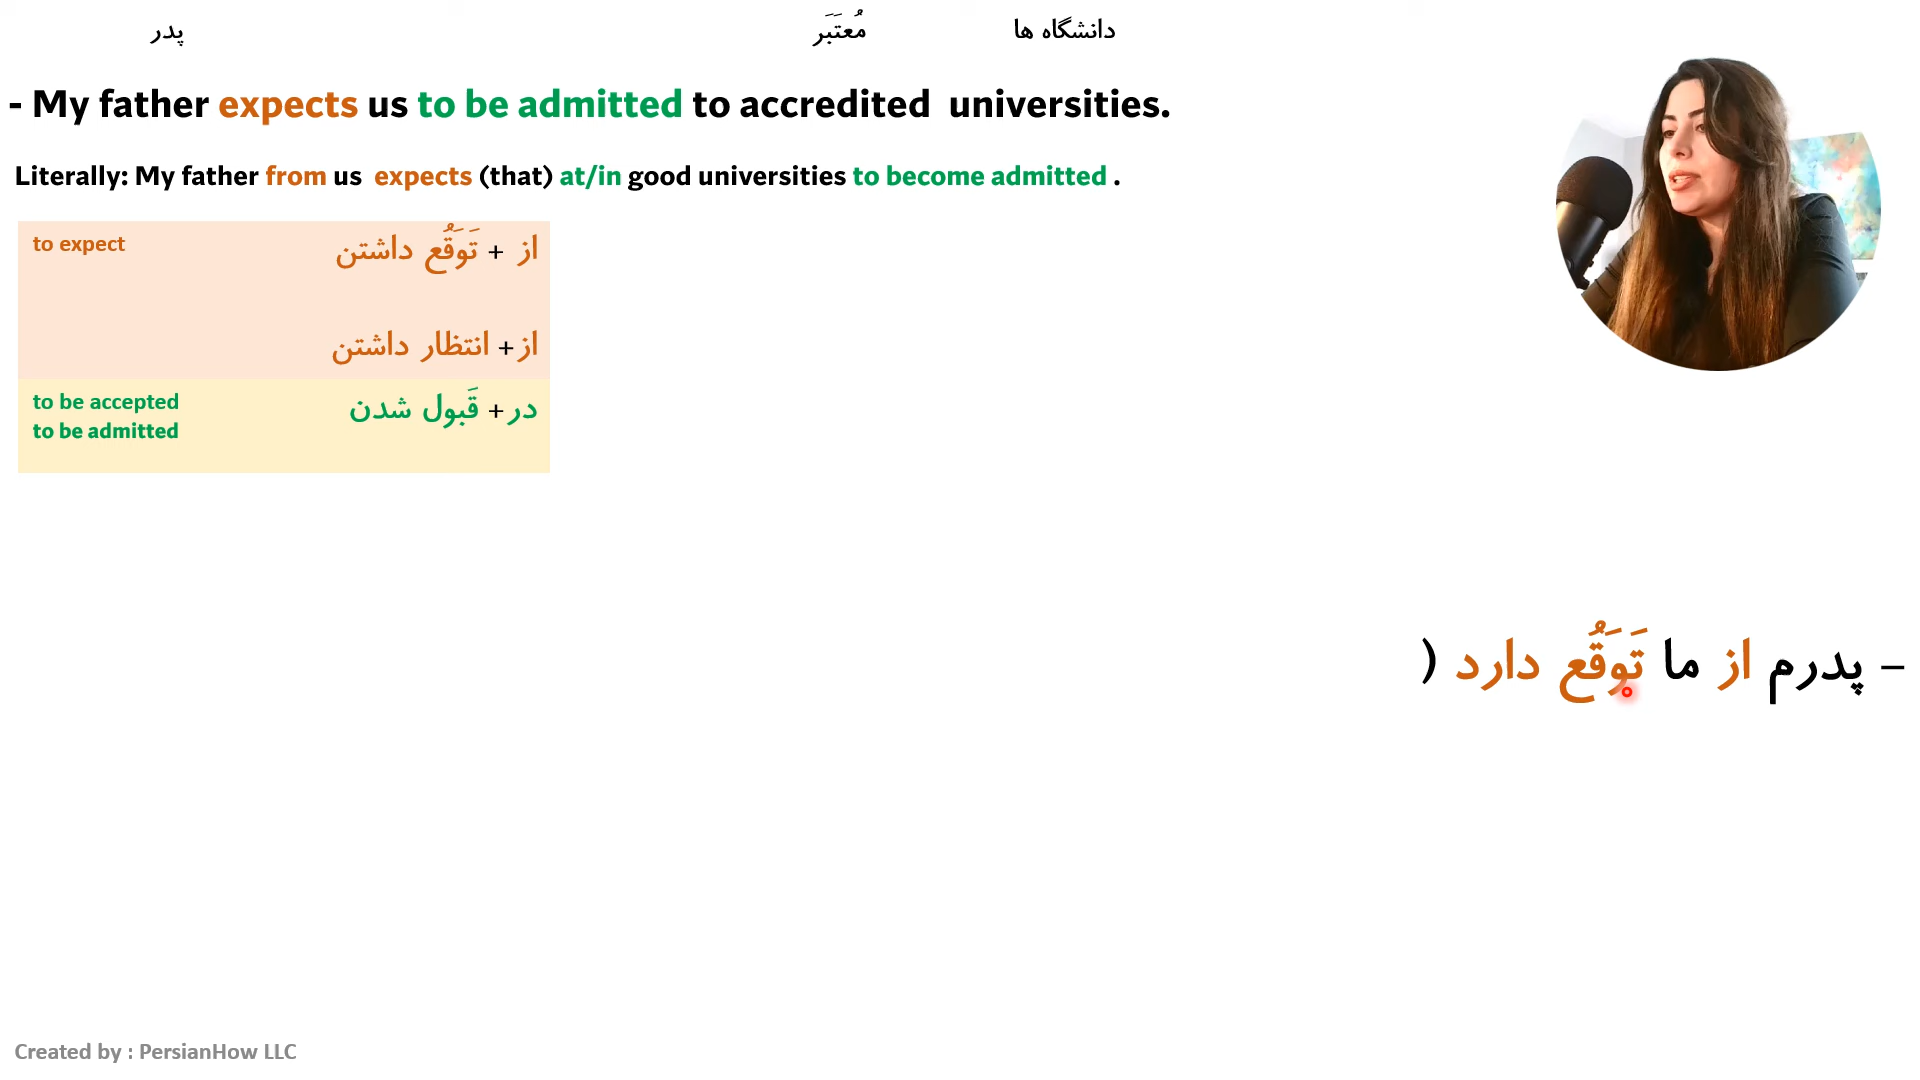 پدر مُعتَبَر دانشگاه ها
- My father expects us to be admitted to accredited universities.
Literally: My father from us expects (that) at/in good universities to become admitted .
to expect از + تَوَقُّع داشتن
از+ انتظار داشتن
to be accepted در+ قَبول شدن
to be admitted
– پدرم از ما تَوَقُّع دارد (
Created by : PersianHow LLC